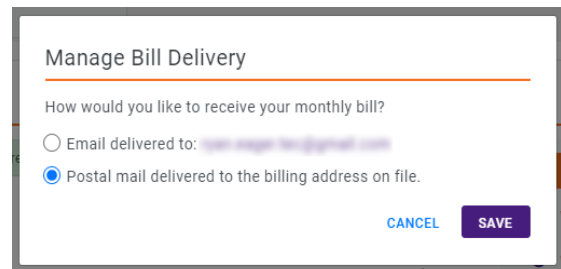 Manage Bill Delivery
How would you like to receive your monthly bill?
Email delivered to:
Postal mail delivered to the billing address on file.
CANCEL SAVE